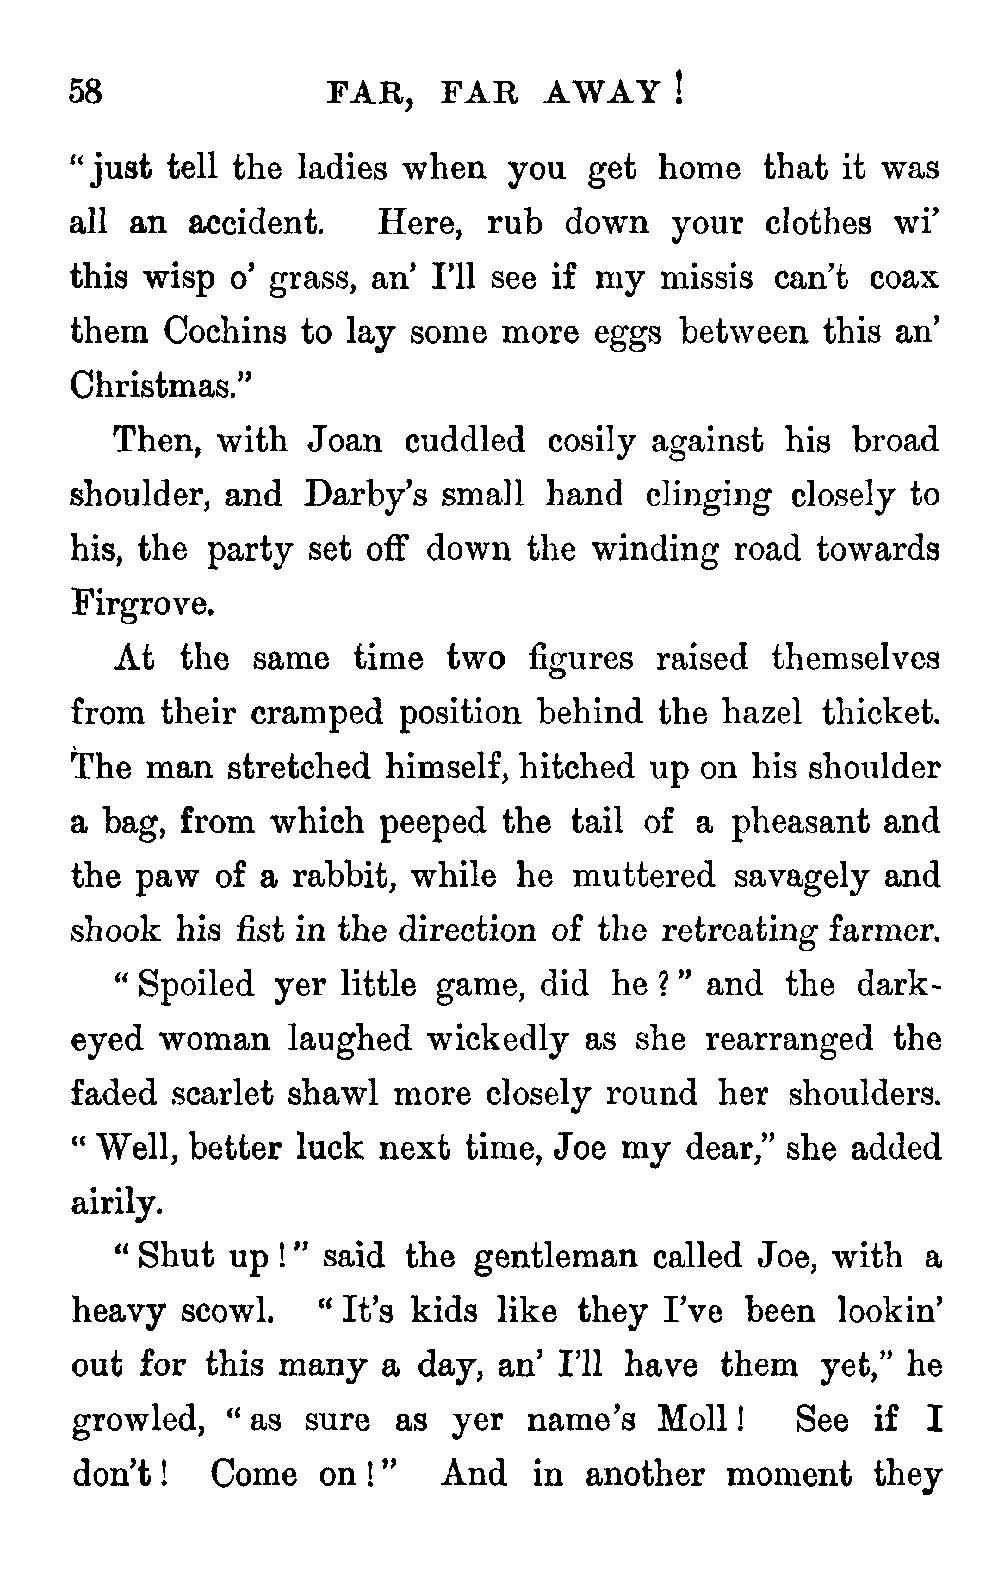 58 FAR, FAR AWAY!
“just tell the ladies when you get home that it was
all an accident. Here, rub down your clothes wi’
this wisp o’ grass, an’ I’ll see if my missis can’t coax
them Cochins to lay some more eggs between this an’
Christmas.”
Then, with Joan cuddled cosily against his broad
shoulder, and Darby’s small hand clinging closely to
his, the party set off down the winding road towards
Firgrove.
At the same time two figures raised themselves
from their cramped position behind the hazel thicket.
The man stretched himself, hitched up on his shoulder
a bag, from which peeped the tail of a pheasant and
the paw of a rabbit, while he muttered savagely and
shook his fist in the direction of the retreating farmer.
“Spoiled yer little game, did he?” and the dark-
eyed woman laughed wickedly as she rearranged the
faded scarlet shawl more closely round her shoulders.
“Well, better luck next time, Joe my dear,” she added
airily.
“Shut up!” said the gentleman called Joe, with a
heavy scowl. “It’s kids like they I’ve been lookin’
out for this many a day, an’ I’ll have them yet,” he
growled, “as sure as yer name’s Moll! See if I
don’t! Come on!” And in another moment they